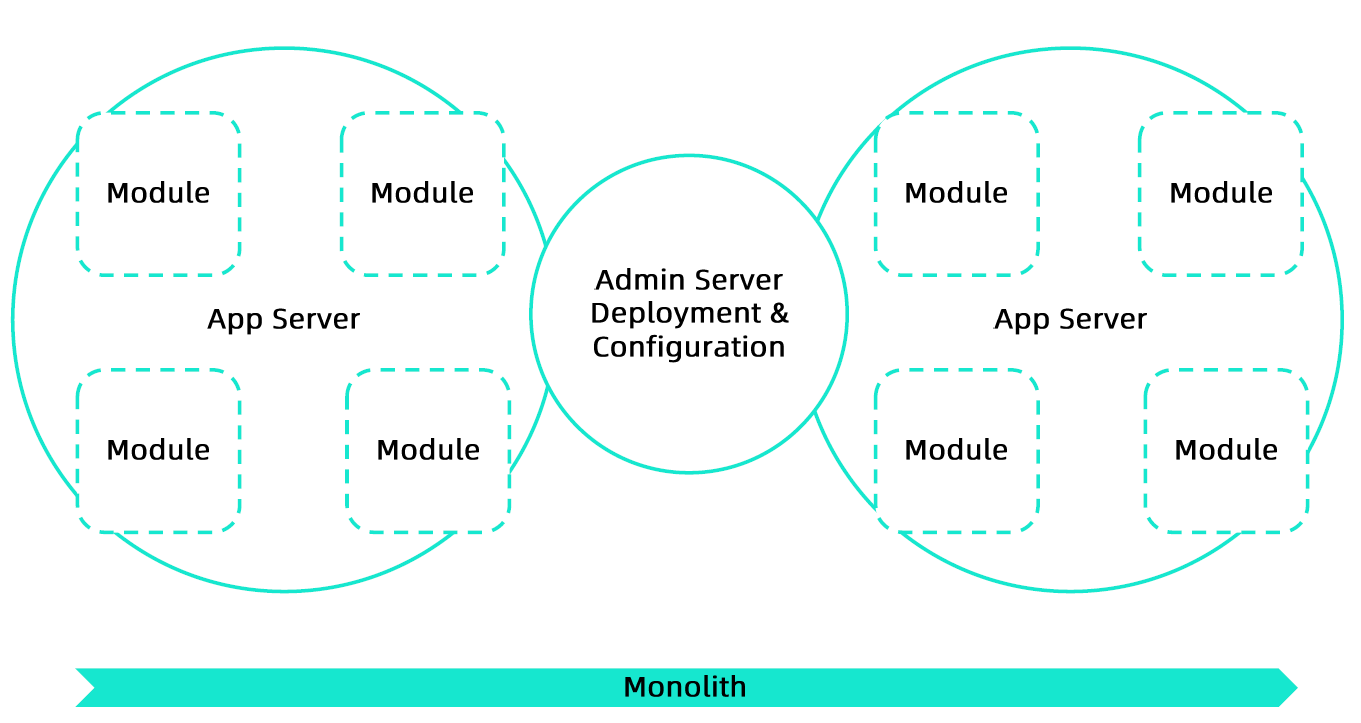 Module
Module
Module
Module
Admin Server
Deployment &
Configuration
App Server
App Server
Module
Module
Module
Module
Monolith